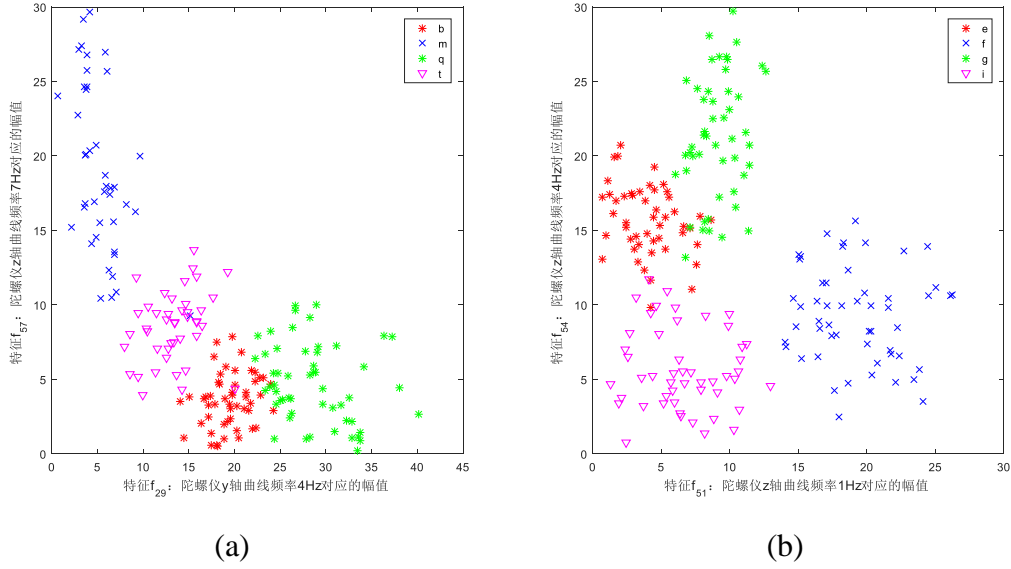 30
25
20
15
10
5
0
0 5 10 15 20 25 30 35 40 45
特征f57：陀螺仪z轴曲线频率7Hz对应的幅值
特征f29：陀螺仪y轴曲线频率4Hz对应的幅值
b
m
q
t
(a)
30
25
20
15
10
5
0
0 5 10 15 20 25 30
特征f54：陀螺仪z轴曲线频率4Hz对应的幅值
特征f51：陀螺仪z轴曲线频率1Hz对应的幅值
e
f
g
i
(b)